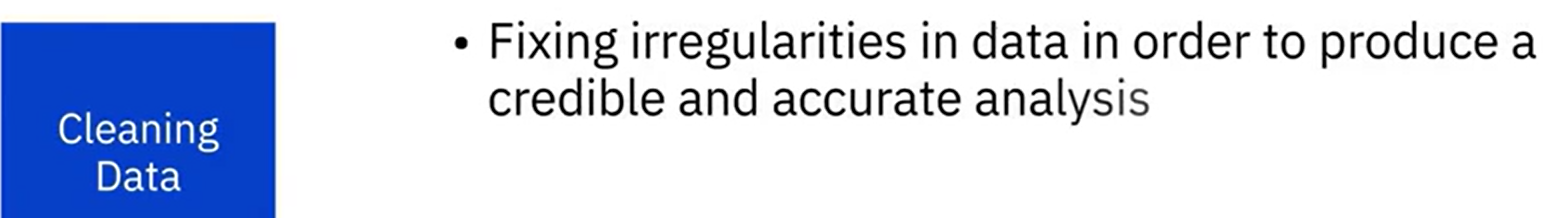 Cleaning
Data
• Fixing irregularities in data in order to produce a
credible and accurate analysis